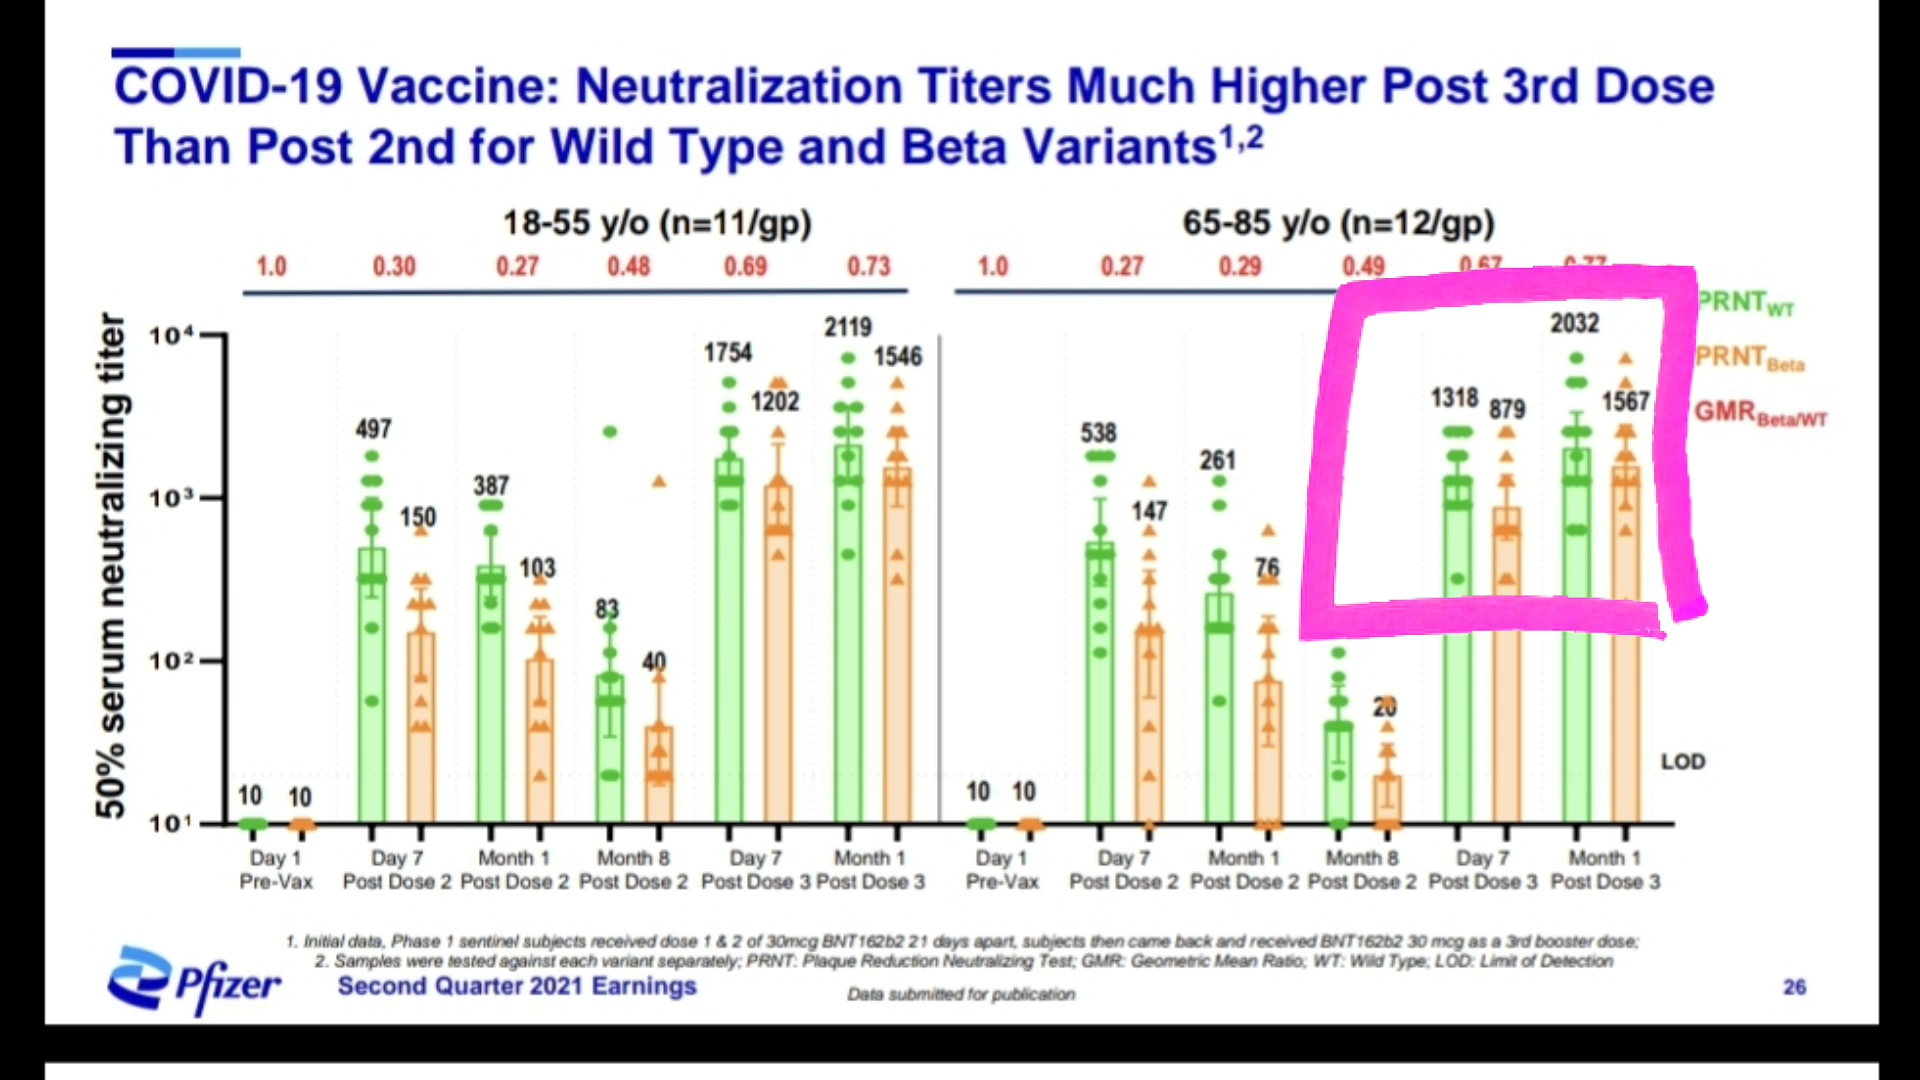 COVID-19 Vaccine: Neutralization Titers Much Higher Post 3rd Dose
Than Post 2nd for Wild Type and Beta Variants1,2
18-55 y/o (n=11/gp)
65-85 y/o (n=12/gp)
1.0 0.30 0.27 0.48 0.69 0.73
1.0 0.27 0.29 0.49
PRNTWT
PRNTBeta
GMRBeta/WT
50% serum neutralizing titer
10⁴
10³
10²
10¹
10 10 497 150 387 103 83 40 1754 1202 2119 1546
10 10 538 147 261 76 20 1318 879 2032 1567
LOD
Day 1
Pre-Vax
Day 7
Post Dose 2
Month 1
Post Dose 2
Month 8
Post Dose 2
Day 7
Post Dose 3
Month 1
Post Dose 3
Day 1
Pre-Vax
Day 7
Post Dose 2
Month 1
Post Dose 2
Month 8
Post Dose 2
Day 7
Post Dose 3
Month 1
Post Dose 3
1. Initial data, Phase 1 sentinel subjects received dose 1 & 2 of 30mcg BNT162b2 21 days apart, subjects then came back and received BNT162b2 30 mcg as a 3rd booster dose;
2. Samples were tested against each variant separately; PRNT: Plaque Reduction Neutralizing Test; GMR: Geometric Mean Ratio; WT: Wild Type; LOD: Limit of Detection
Pfizer
Second Quarter 2021 Earnings
Data submitted for publication
26